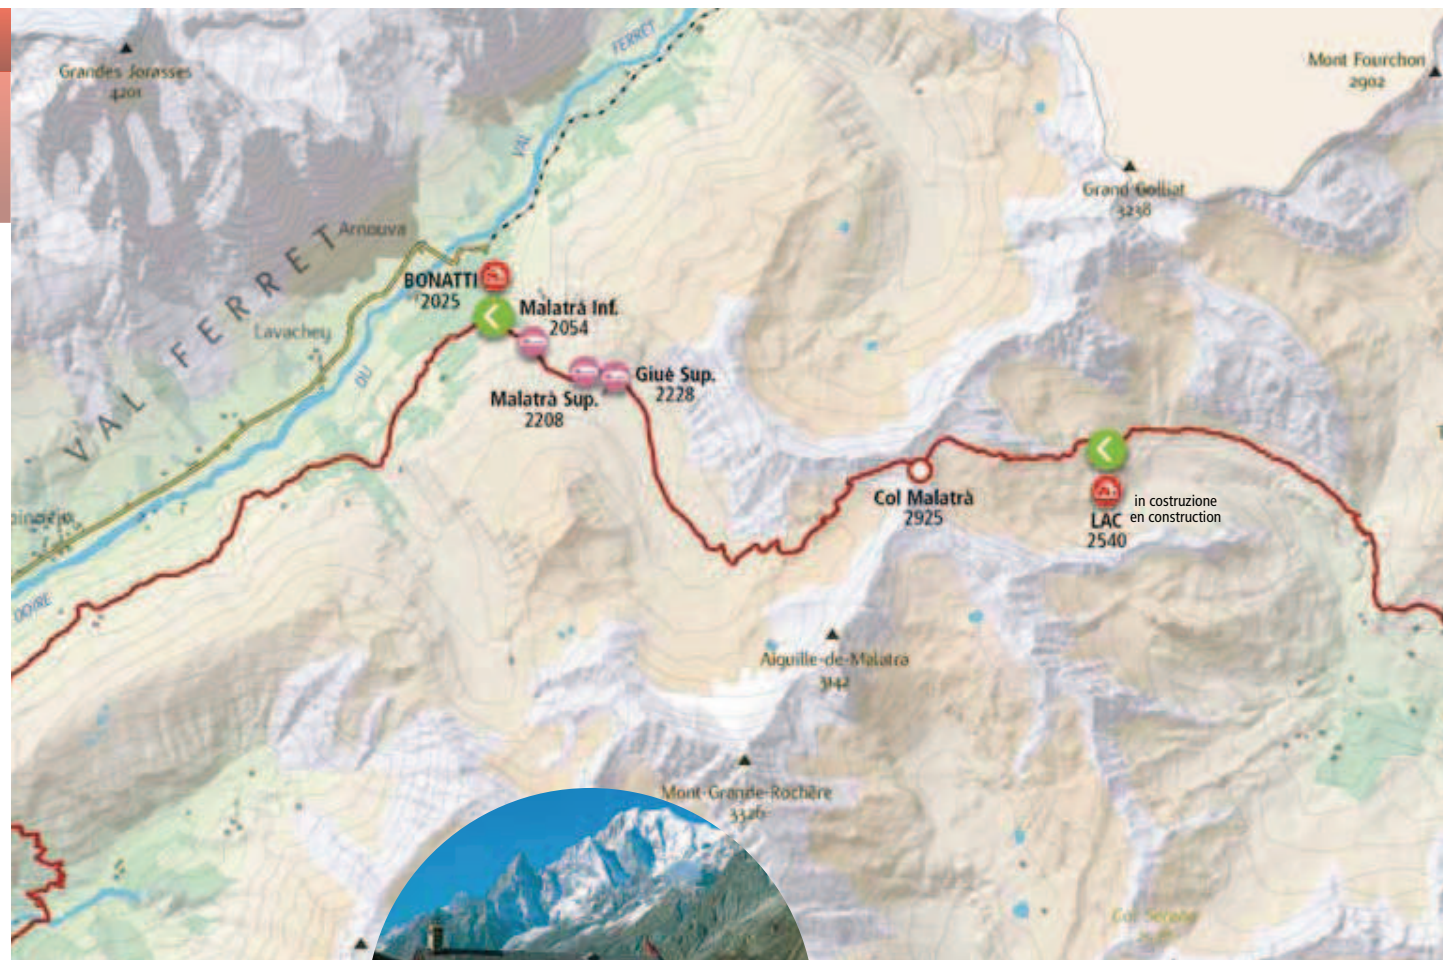 FERRET
Grandes Jorasses
4201
Mont Fourchon
2902
VAL
Grand Golliat
3238
Arnouva
VAL FERRET
BONATTI
2025
Malatrà Inf.
2054
Lavachey
DU
Giuè Sup.
2228
Malatrà Sup.
2208
Col Malatrà
2925
in costruzione
en construction
LAC
2540
DOIRE
Aiguille-de-Malatra
3142
Mont-Grande-Rochère
3326
Col Serena